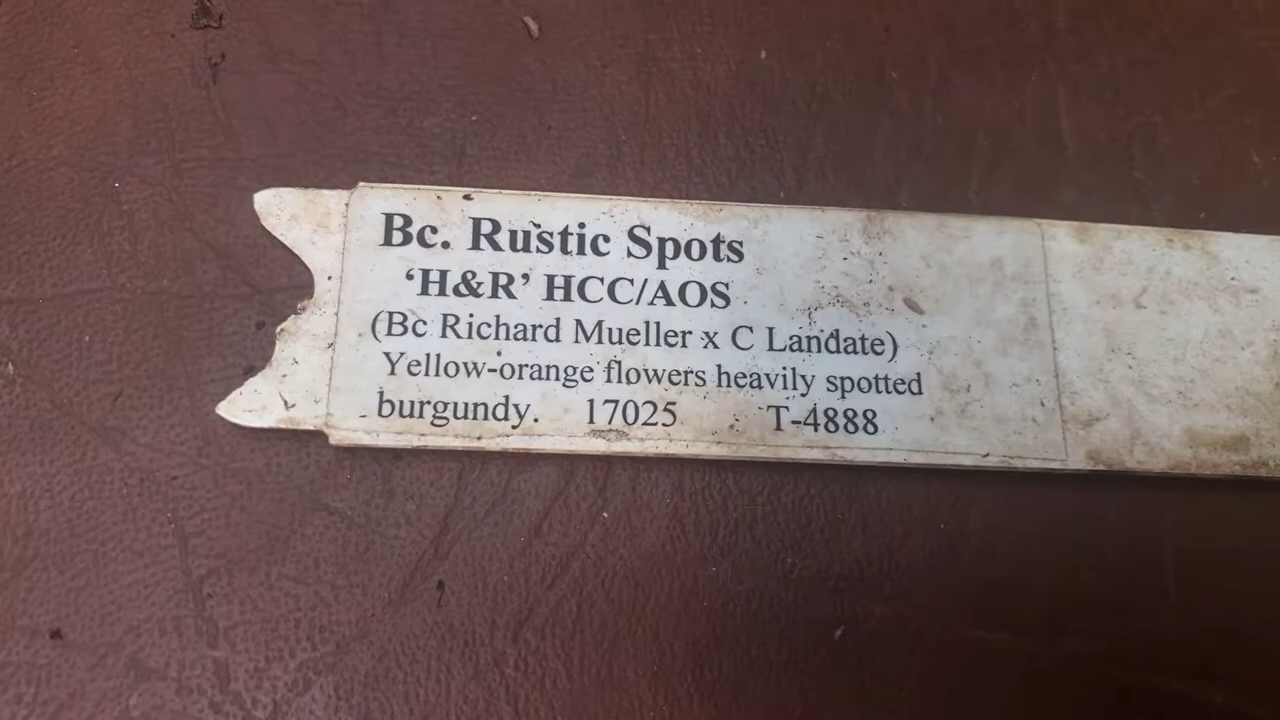 Bc. Rustic Spots
‘H&R’ HCC/AOS
(Bc Richard Mueller x C Landate)
Yellow-orange flowers heavily spotted
burgundy. 17025 T-4888